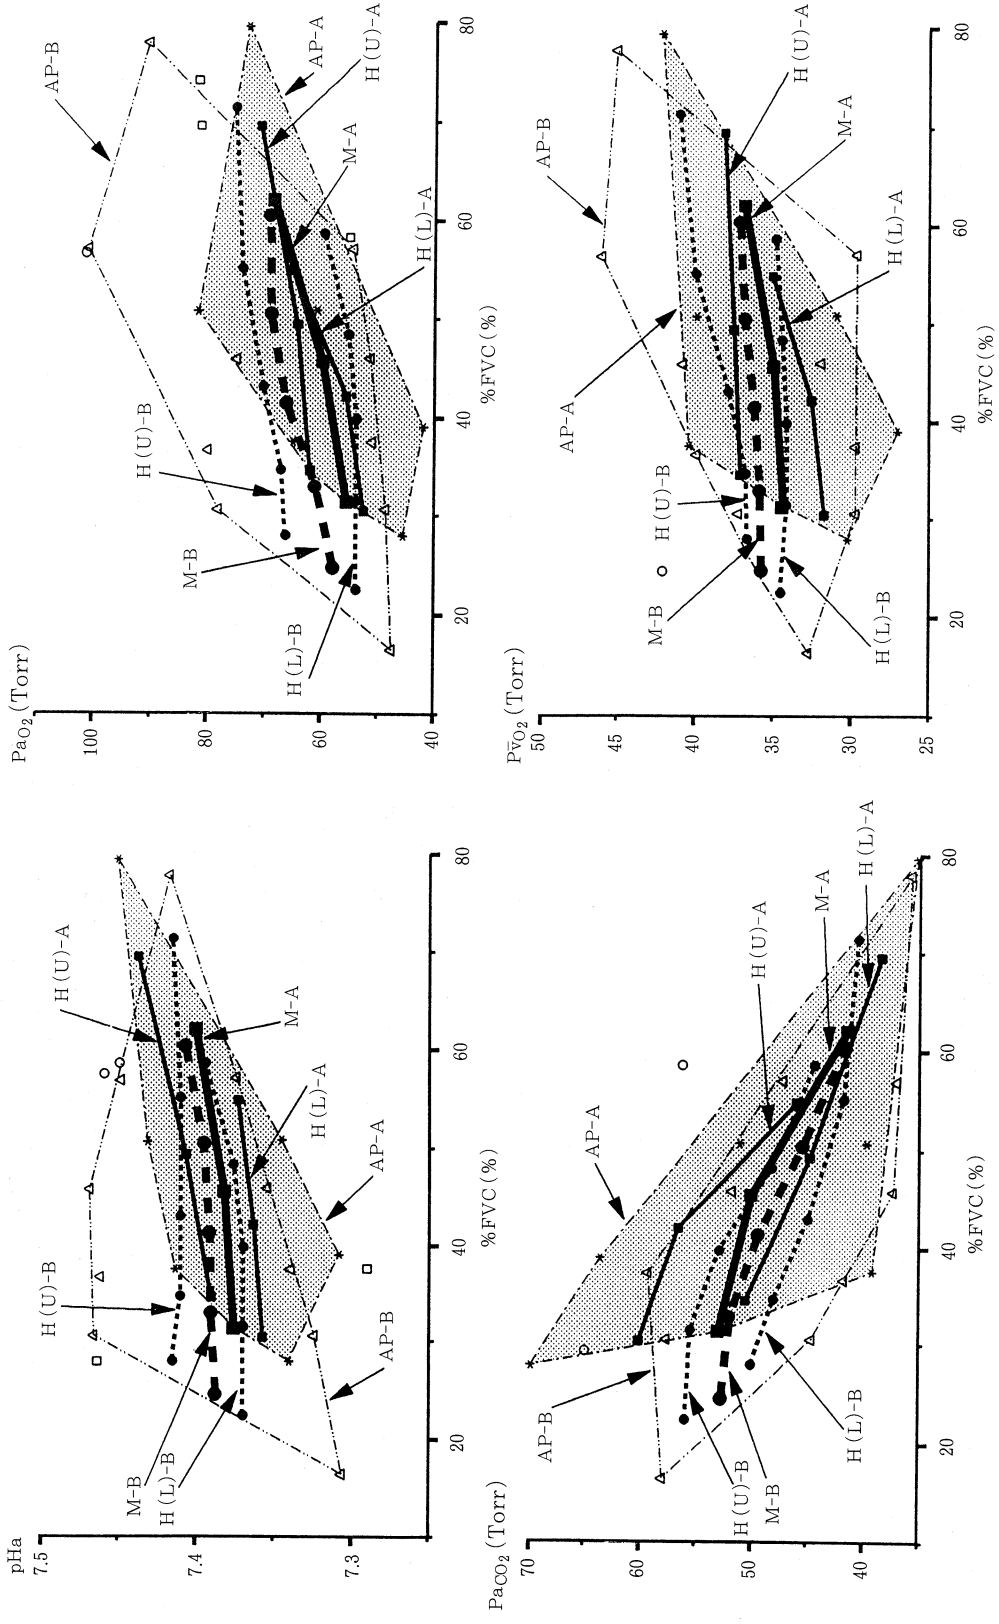 pHa
7.5
7.4
7.3
20
40
60
80
%FVC(%)
H(U)-B
H(U)-A
M-B
H(L)-B
M-A
H(L)-A
AP-A
AP-B
PaO2(Torr)
100
80
60
40
20
40
60
80
%FVC(%)
AP-B
H(U)-B
M-B
H(L)-B
AP-A
H(U)-A
M-A
H(L)-A
PaCO2(Torr)
70
60
50
40
20
40
60
80
%FVC(%)
AP-A
AP-B
H(U)-A
M-A
H(L)-A
H(U)-B
M-B
H(L)-B
Pv̄O2(Torr)
50
45
40
35
30
25
20
40
60
80
%FVC(%)
AP-B
AP-A
H(U)-B
M-B
H(L)-B
H(U)-A
M-A
H(L)-A